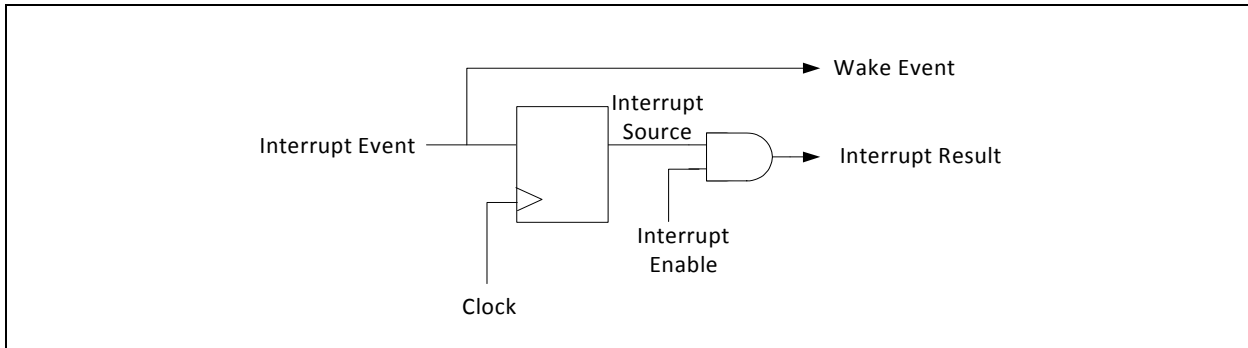 Wake Event
Interrupt
Source
Interrupt Event
Interrupt Result
Interrupt
Enable
Clock